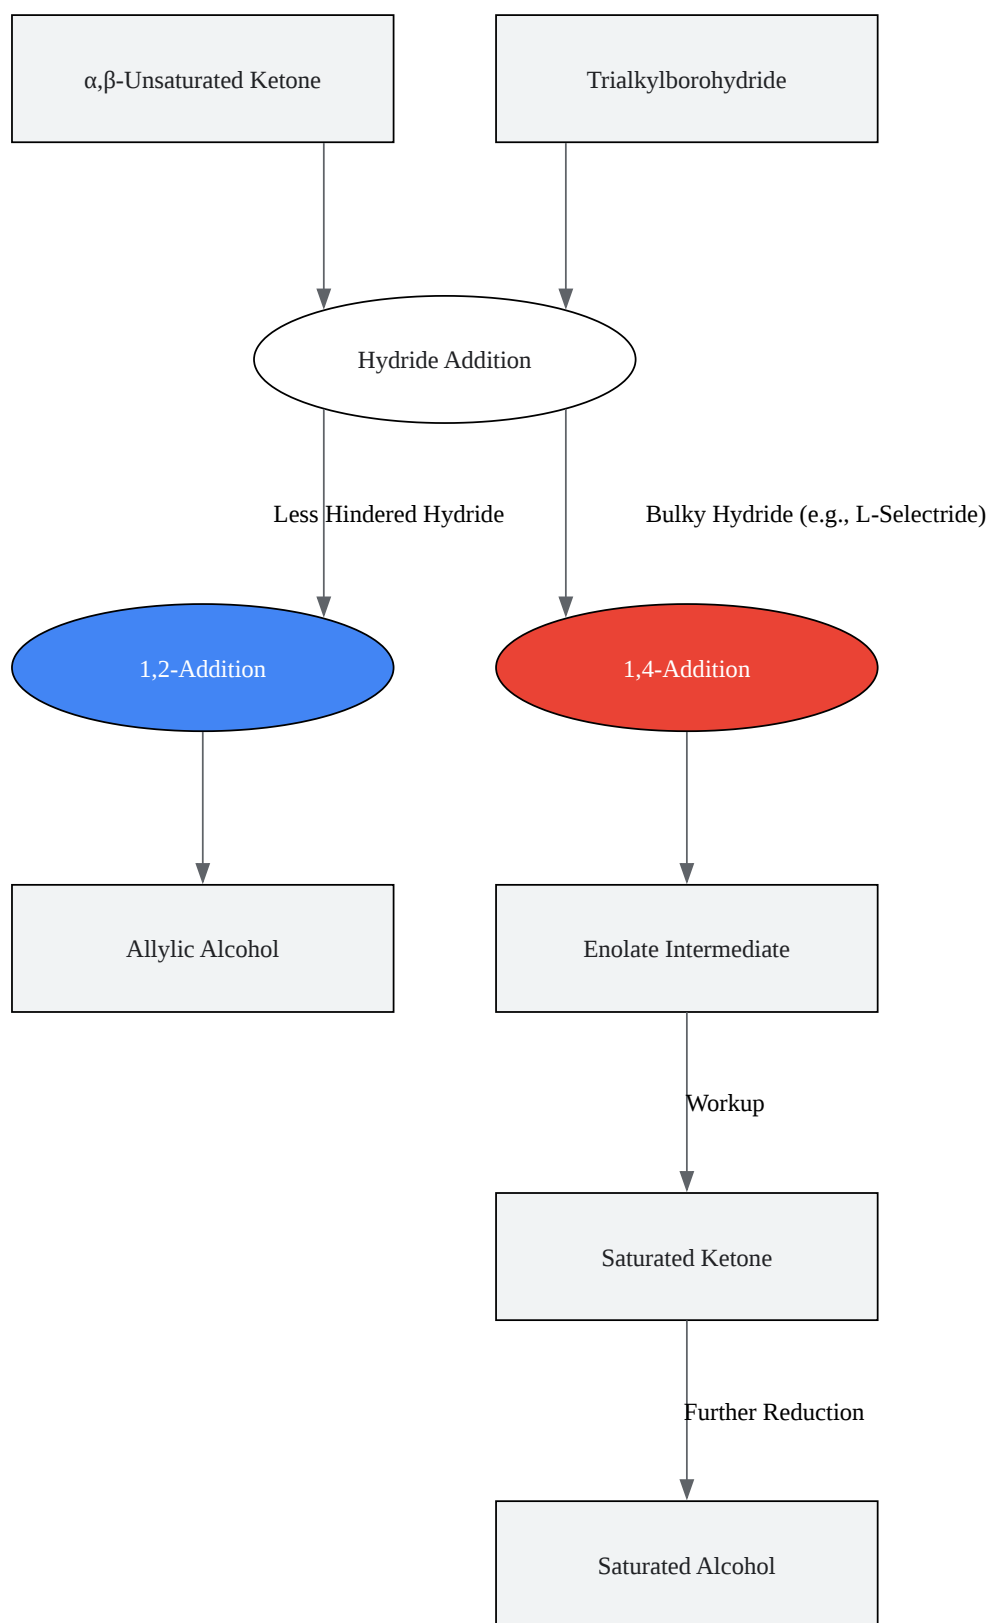 α,β-Unsaturated Ketone
Trialkylborohydride
Hydride Addition
Less Hindered Hydride
Bulky Hydride (e.g., L-Selectride)
1,2-Addition
1,4-Addition
Allylic Alcohol
Enolate Intermediate
Workup
Saturated Ketone
Further Reduction
Saturated Alcohol